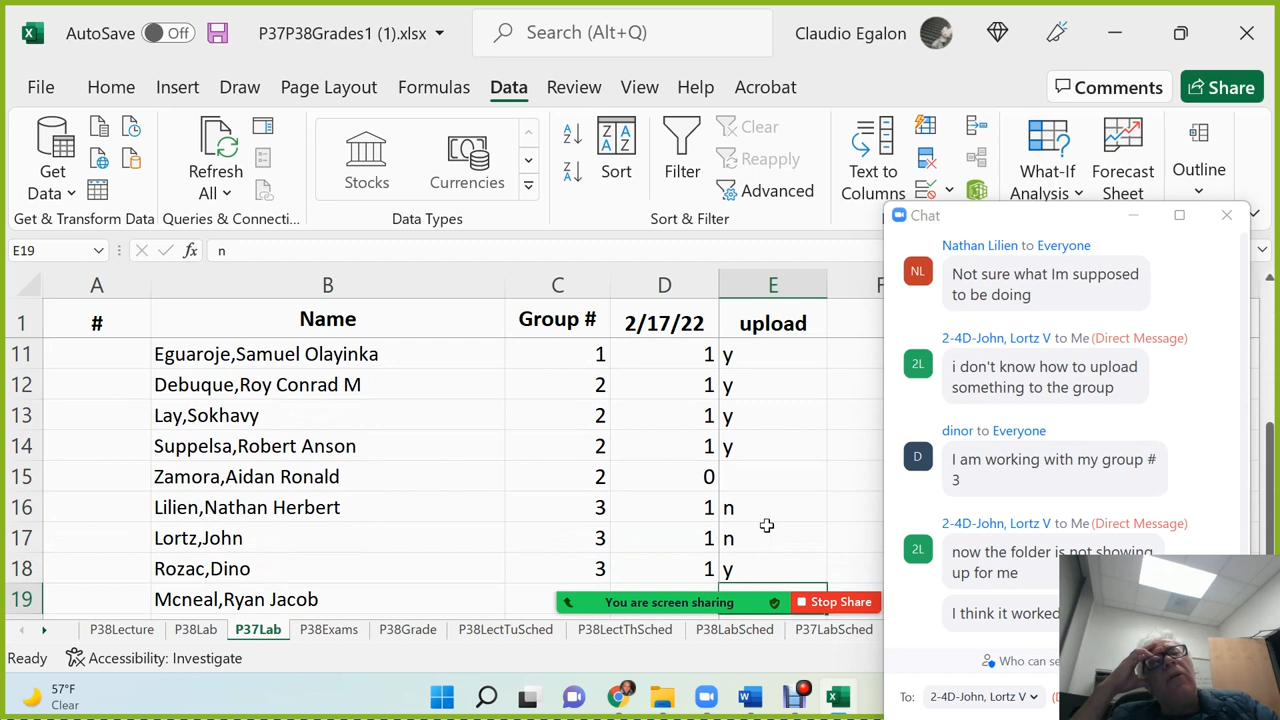 AutoSave Off P37P38Grades1 (1).xlsx Search (Alt+Q) Claudio Egalon
File Home Insert Draw Page Layout Formulas Data Review View Help Acrobat Comments Share
Get Data Refresh All Stocks Currencies Sort Filter Clear Reapply Advanced Text to Columns What-If Analysis Forecast Sheet Outline
Get & Transform Data Queries & Connecti... Data Types Sort & Filter
E19 fx n
A B C D E F
1 # Name Group # 2/17/22 upload
11 Eguaroje,Samuel Olayinka 1 1 y
12 Debuque,Roy Conrad M 2 1 y
13 Lay,Sokhavy 2 1 y
14 Suppelsa,Robert Anson 2 1 y
15 Zamora,Aidan Ronald 2 0
16 Lilien,Nathan Herbert 3 1 n
17 Lortz,John 3 1 n
18 Rozac,Dino 3 1 y
19 Mcneal,Ryan Jacob
You are screen sharing Stop Share
P38Lecture P38Lab P37Lab P38Exams P38Grade P38LectTuSched P38LectThSched P38LabSched P37LabSched
Ready Accessibility: Investigate
57°F
Clear
Chat
Nathan Lilien to Everyone
NL
Not sure what Im supposed
to be doing
2-4D-John, Lortz V to Me (Direct Message)
2L
i don't know how to upload
something to the group
dinor to Everyone
D
I am working with my group #
3
2-4D-John, Lortz V to Me (Direct Message)
2L
now the folder is not showing
up for me
I think it worked
Who can se
To: 2-4D-John, Lortz V